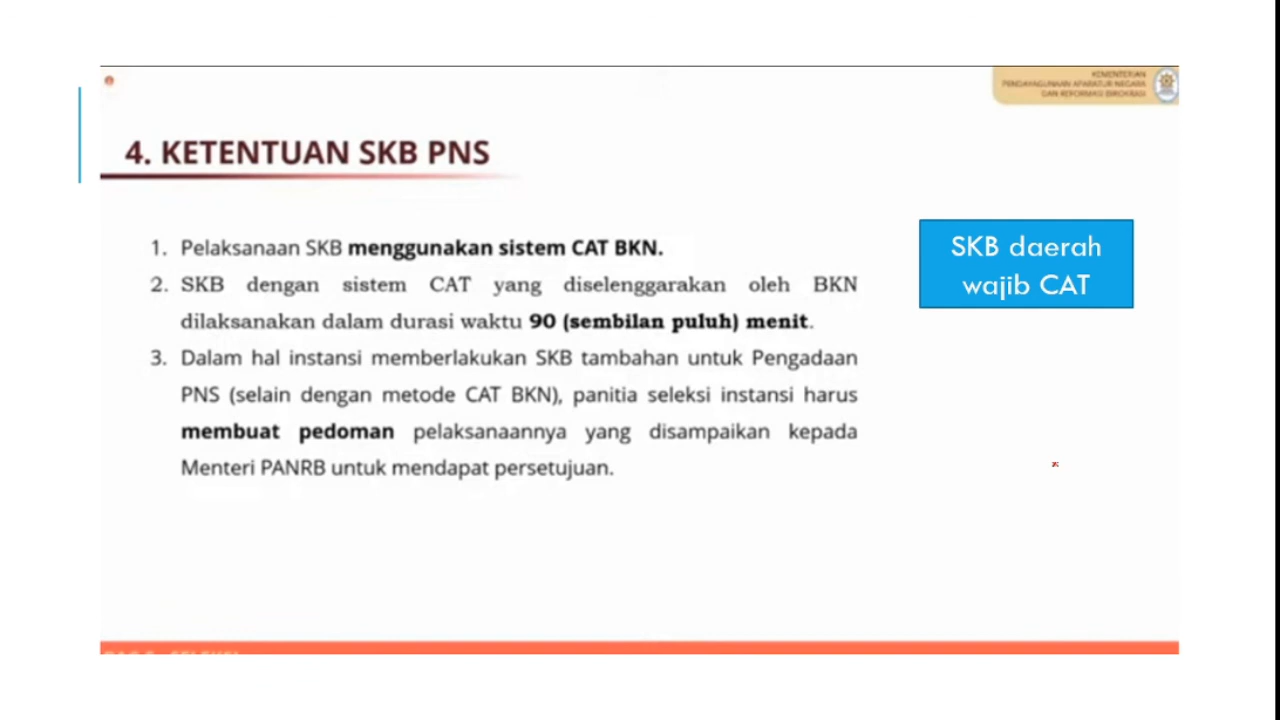 KEMENTERIAN
PENDAYAGUNAAN APARATUR NEGARA
DAN REFORMASI BIROKRASI
4. KETENTUAN SKB PNS
1. Pelaksanaan SKB menggunakan sistem CAT BKN.
2. SKB dengan sistem CAT yang diselenggarakan oleh BKN
dilaksanakan dalam durasi waktu 90 (sembilan puluh) menit.
3. Dalam hal instansi memberlakukan SKB tambahan untuk Pengadaan
PNS (selain dengan metode CAT BKN), panitia seleksi instansi harus
membuat pedoman pelaksanaannya yang disampaikan kepada
Menteri PANRB untuk mendapat persetujuan.
SKB daerah
wajib CAT